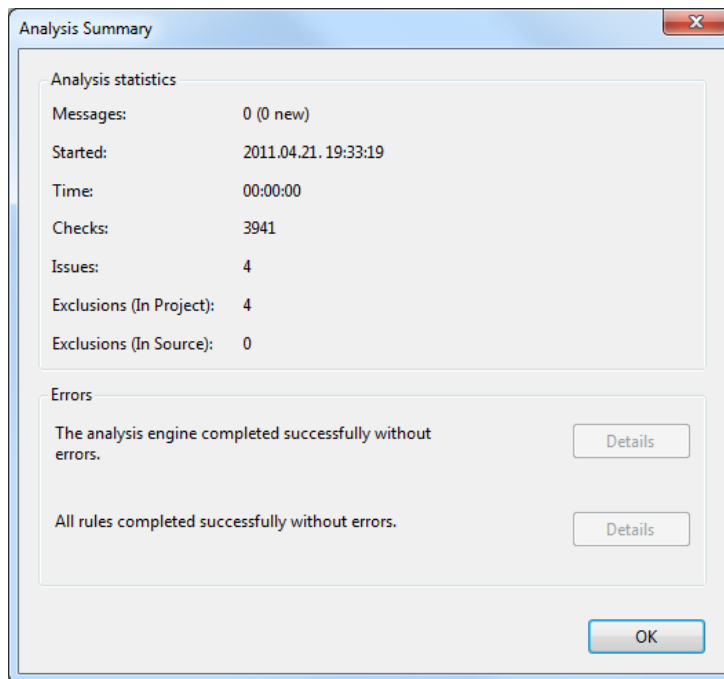 Analysis Summary
Analysis statistics
Messages: 0 (0 new)
Started: 2011.04.21. 19:33:19
Time: 00:00:00
Checks: 3941
Issues: 4
Exclusions (In Project): 4
Exclusions (In Source): 0
Errors
The analysis engine completed successfully without
errors.
Details
All rules completed successfully without errors.
Details
OK